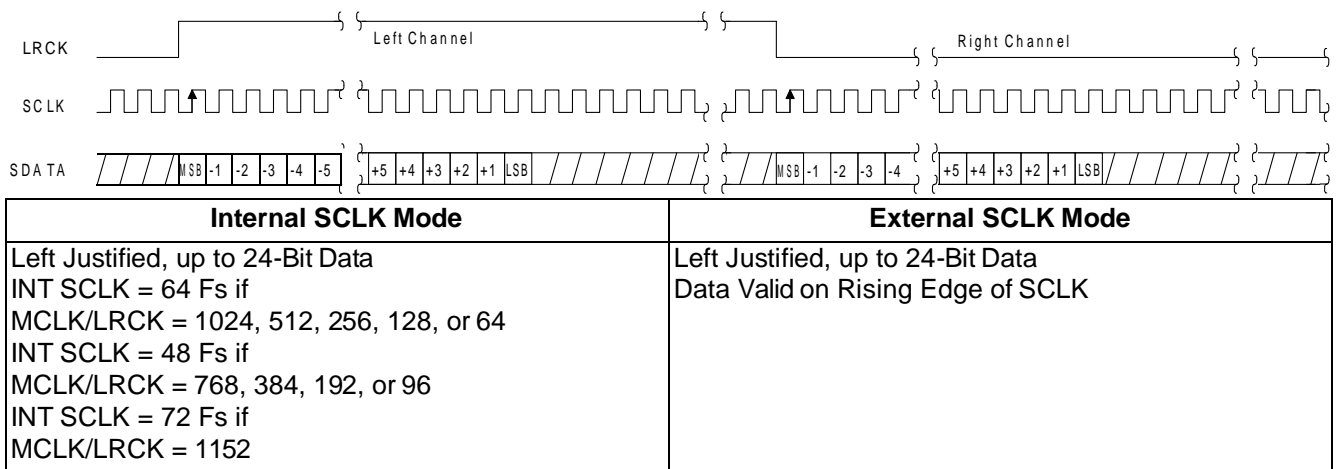 LRCK Left Channel Right Channel
SCLK
SDATA MSB -1 -2 -3 -4 -5 +5 +4 +3 +2 +1 LSB MSB -1 -2 -3 -4 +5 +4 +3 +2 +1 LSB
Internal SCLK Mode
Left Justified, up to 24-Bit Data
INT SCLK = 64 Fs if
MCLK/LRCK = 1024, 512, 256, 128, or 64
INT SCLK = 48 Fs if
MCLK/LRCK = 768, 384, 192, or 96
INT SCLK = 72 Fs if
MCLK/LRCK = 1152
External SCLK Mode
Left Justified, up to 24-Bit Data
Data Valid on Rising Edge of SCLK